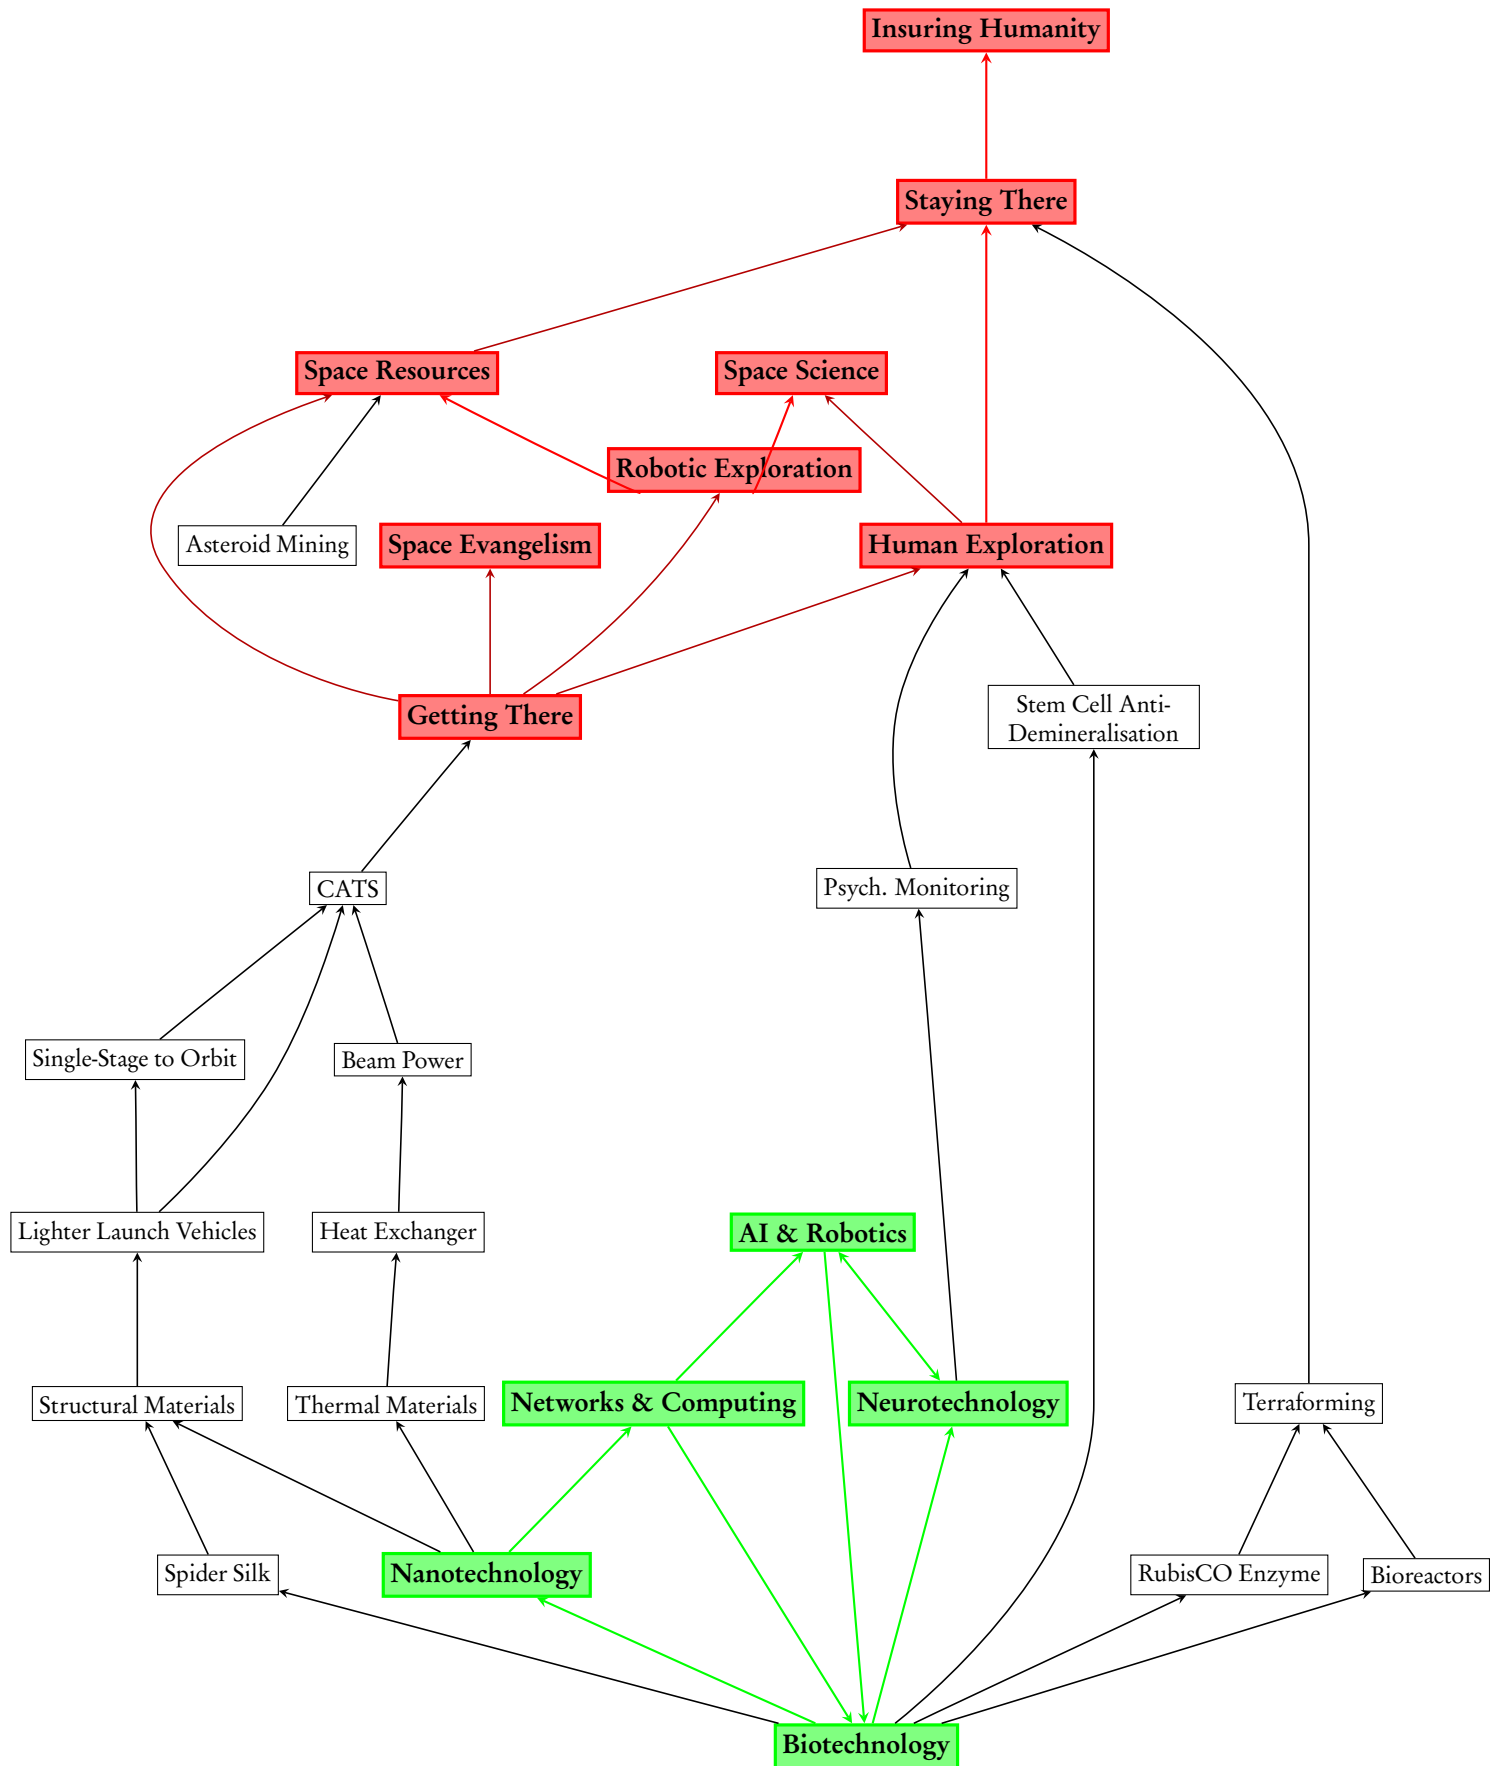 Insuring Humanity
Staying There
Space Resources
Space Science
Robotic Exploration
Asteroid Mining
Space Evangelism
Human Exploration
Getting There
Stem Cell Anti-
Demineralisation
CATS
Psych. Monitoring
Single-Stage to Orbit
Beam Power
Lighter Launch Vehicles
Heat Exchanger
AI & Robotics
Structural Materials
Thermal Materials
Networks & Computing
Neurotechnology
Terraforming
Spider Silk
Nanotechnology
RubisCO Enzyme
Bioreactors
Biotechnology